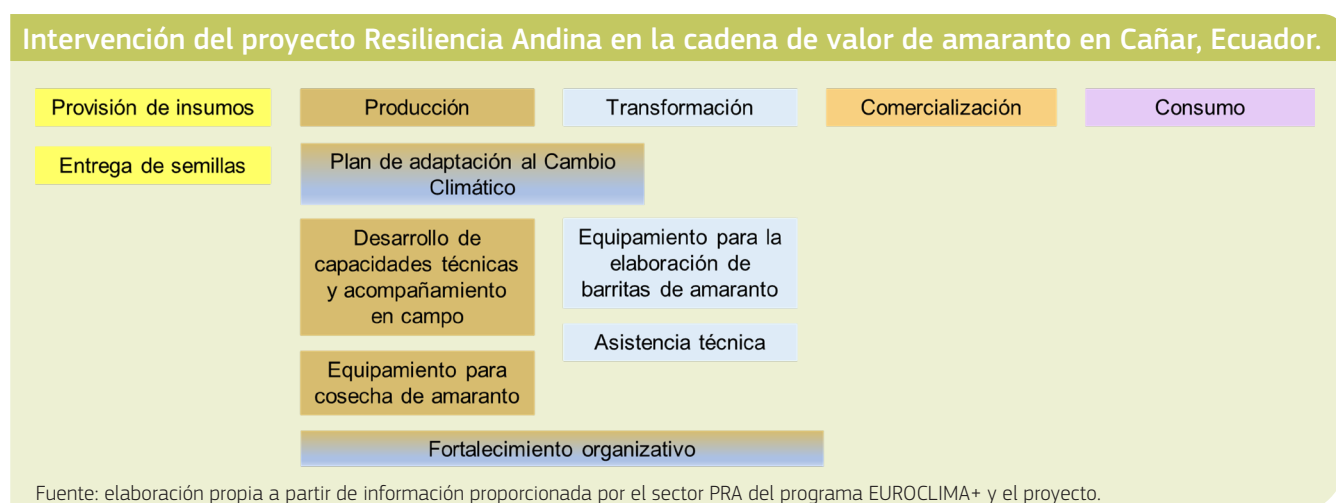 Intervención del proyecto Resiliencia Andina en la cadena de valor de amaranto en Cañar, Ecuador.
Provisión de insumos
Producción
Transformación
Comercialización
Consumo
Entrega de semillas
Plan de adaptación al Cambio
Climático
Desarrollo de
capacidades técnicas
y acompañamiento
en campo
Equipamiento para la
elaboración de
barritas de amaranto
Asistencia técnica
Equipamiento para
cosecha de amaranto
Fortalecimiento organizativo
Fuente: elaboración propia a partir de información proporcionada por el sector PRA del programa EUROCLIMA+ y el proyecto.